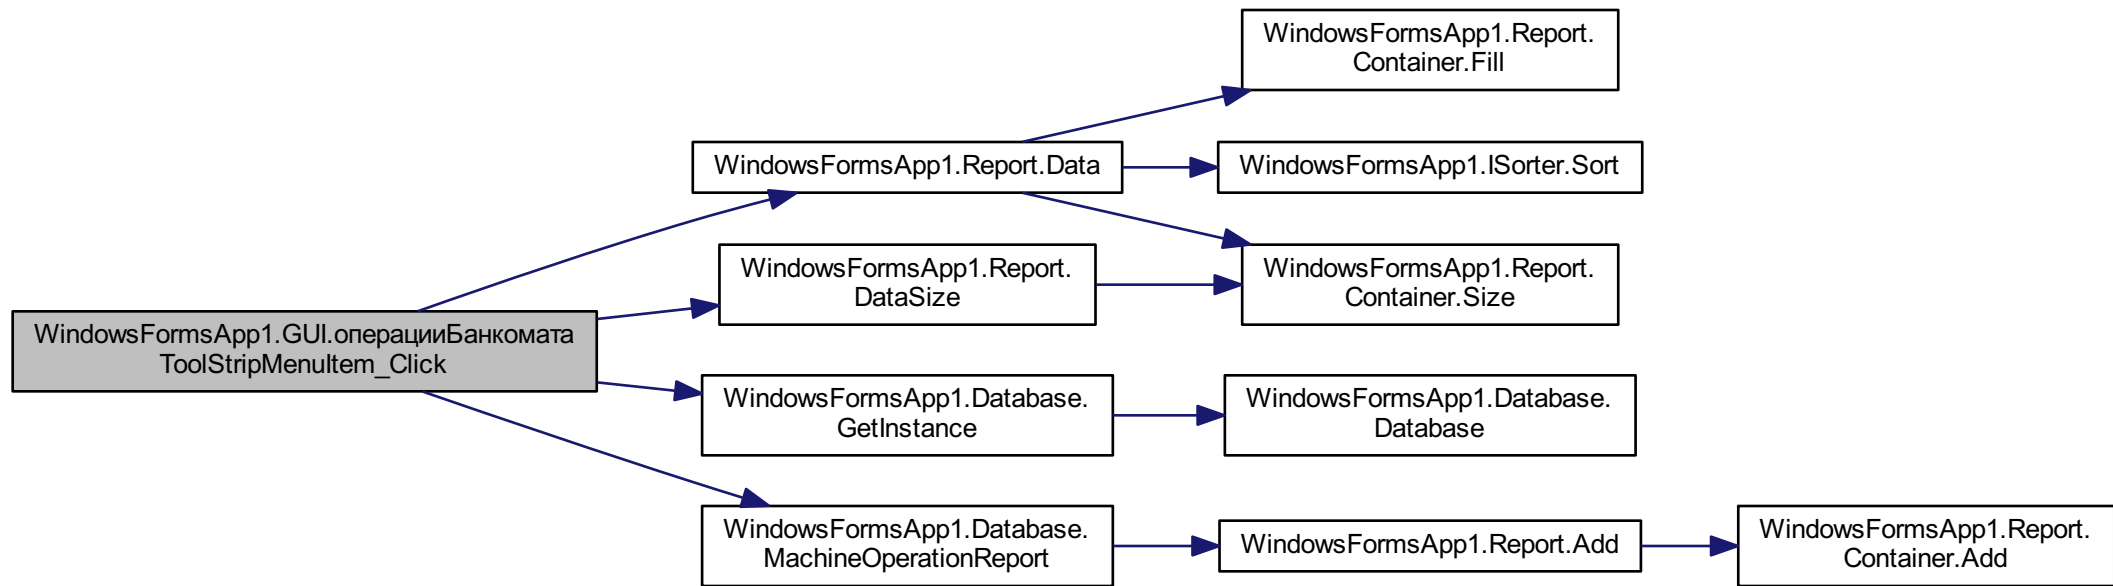 WindowsFormsApp1.GUI.операцииБанкомата
ToolStripMenuItem_Click
WindowsFormsApp1.Report.Data
WindowsFormsApp1.Report.
Container.Fill
WindowsFormsApp1.ISorter.Sort
WindowsFormsApp1.Report.
Container.Size
WindowsFormsApp1.Report.
DataSize
WindowsFormsApp1.Database.
GetInstance
WindowsFormsApp1.Database.
Database
WindowsFormsApp1.Database.
MachineOperationReport
WindowsFormsApp1.Report.Add
WindowsFormsApp1.Report.
Container.Add